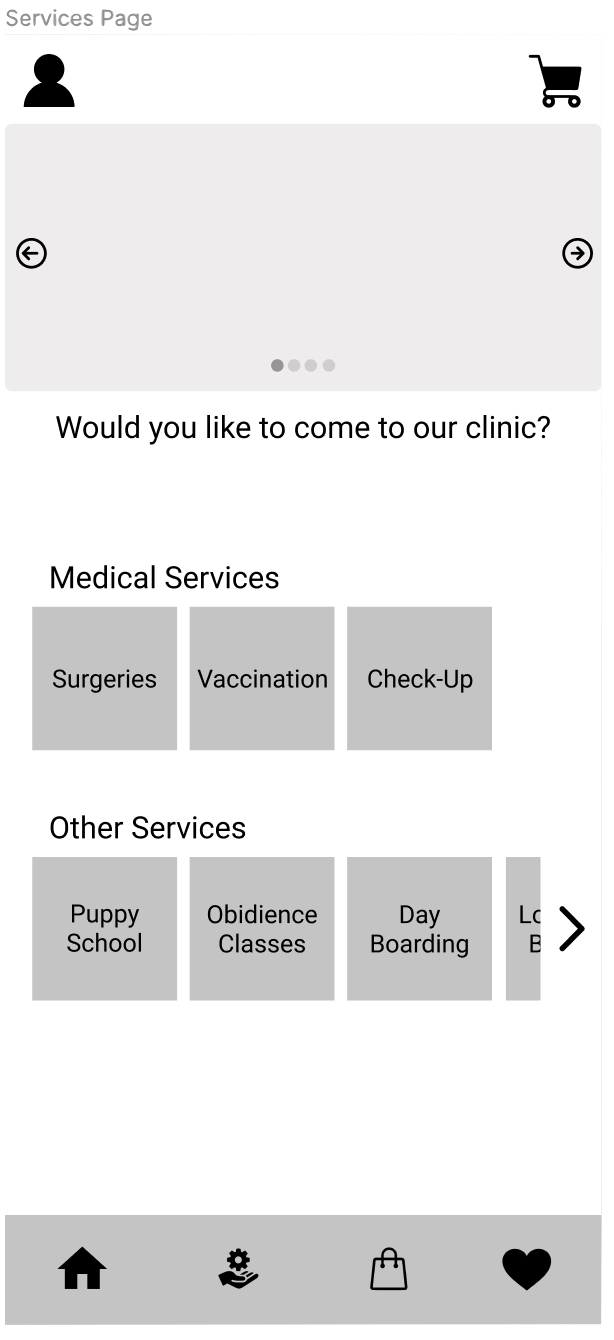 Services Page
Would you like to come to our clinic?
Medical Services
Surgeries
Vaccination
Check-Up
Other Services
Puppy
School
Obidience
Classes
Day
Boarding